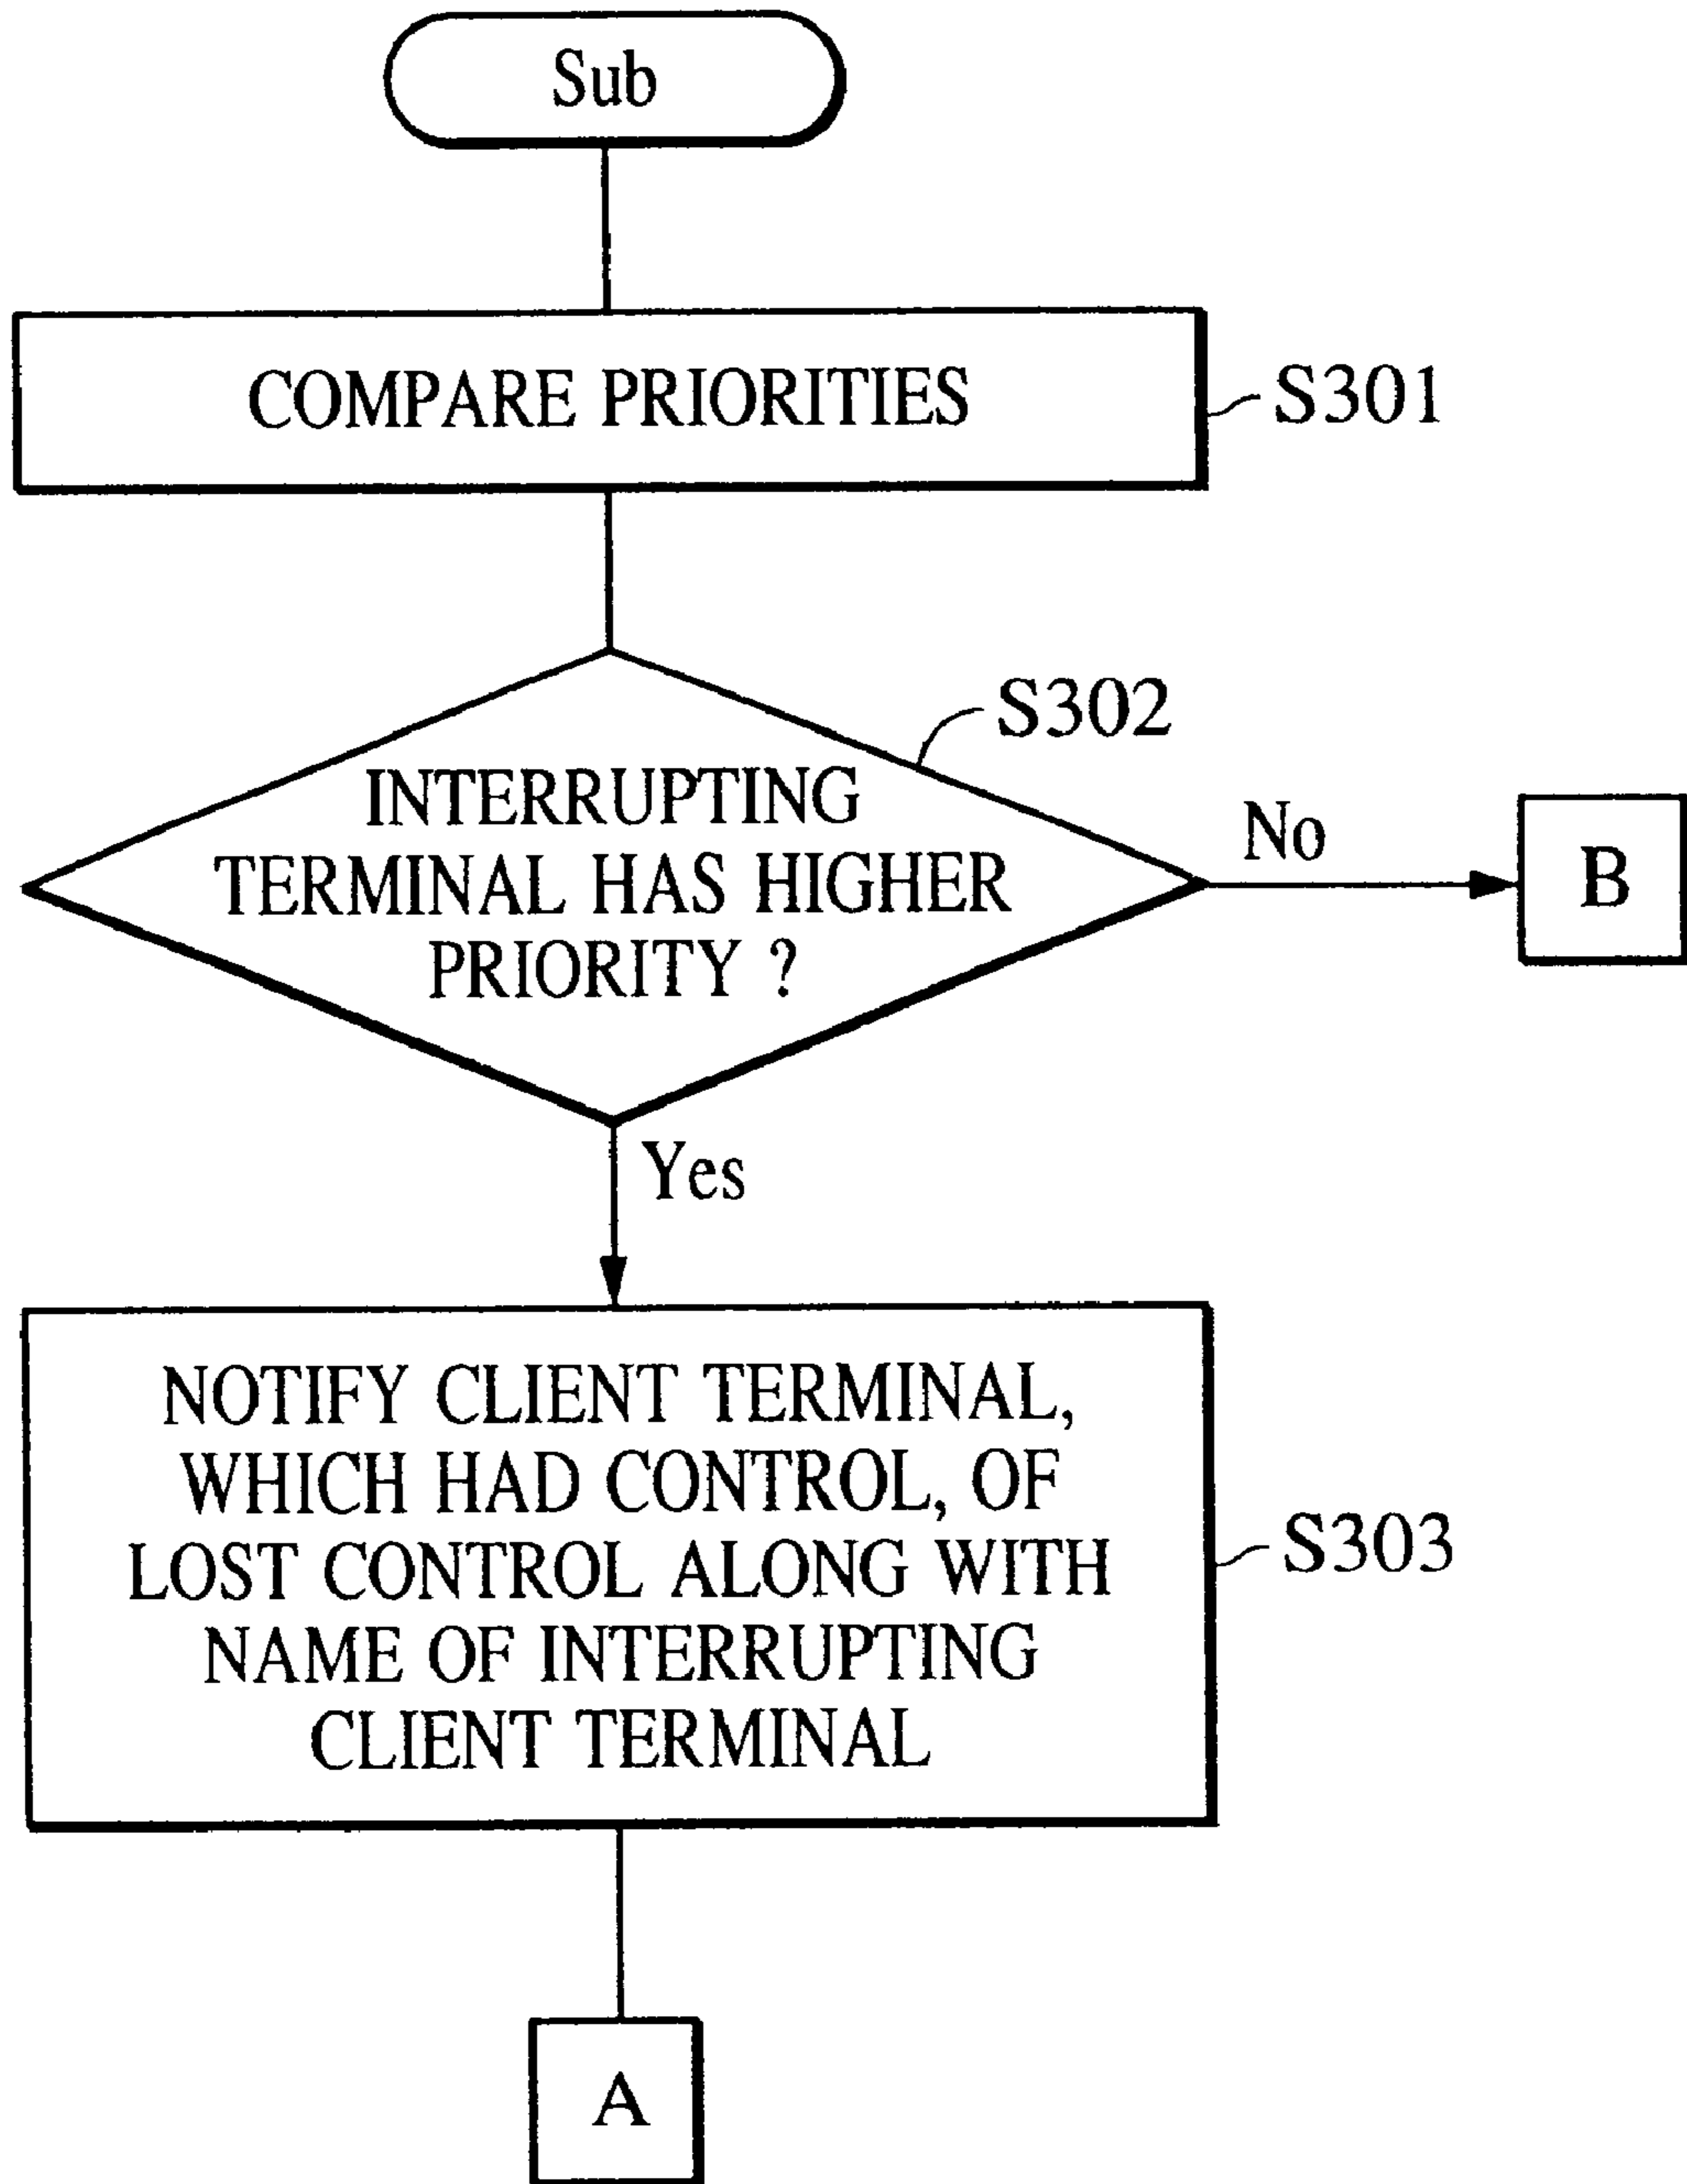 Sub
COMPARE PRIORITIES
S301
S302
INTERRUPTING
TERMINAL HAS HIGHER
PRIORITY ?
No
B
Yes
NOTIFY CLIENT TERMINAL,
WHICH HAD CONTROL, OF
LOST CONTROL ALONG WITH
NAME OF INTERRUPTING
CLIENT TERMINAL
S303
A